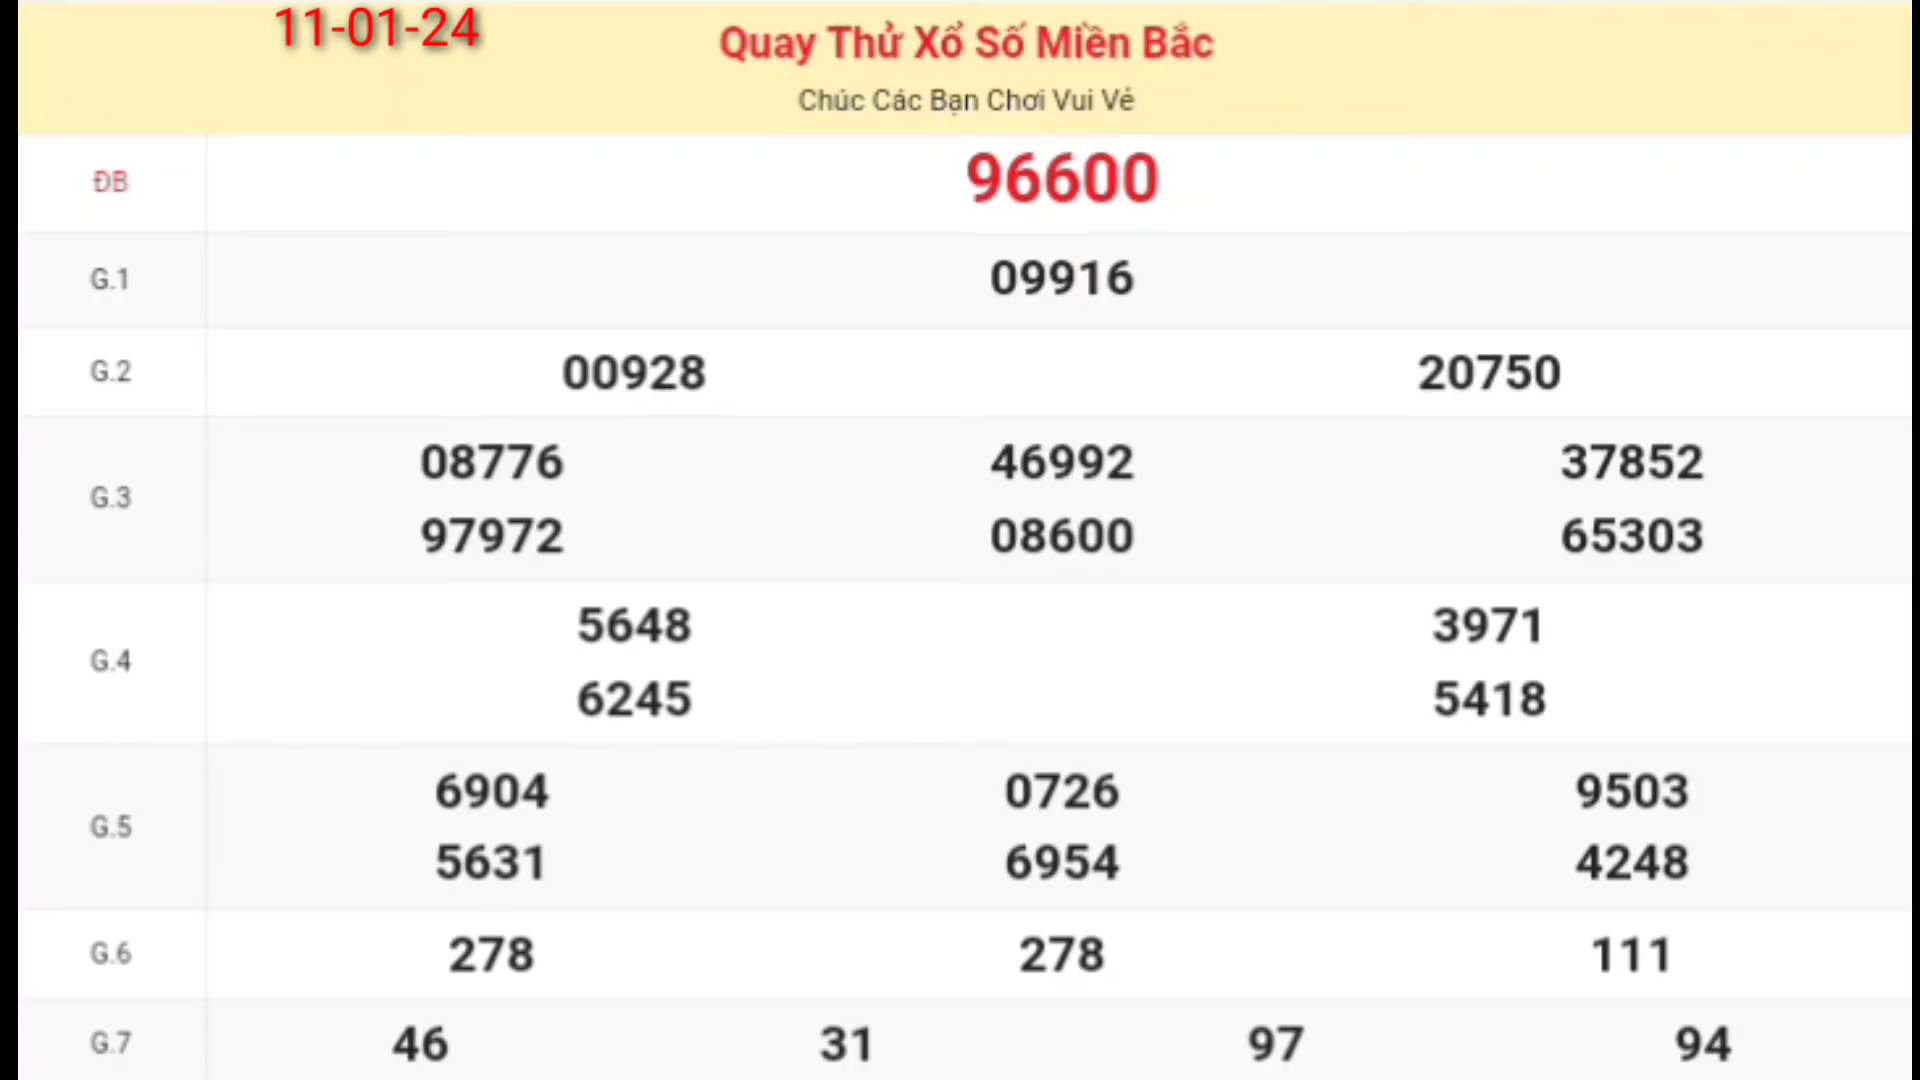 11-01-24
Quay Thử Xổ Số Miền Bắc
Chúc Các Bạn Chơi Vui Vẻ
ĐB 96600
G.1 09916
G.2 00928 20750
G.3
08776 46992 37852
97972 08600 65303
G.4
5648 3971
6245 5418
G.5
6904 0726 9503
5631 6954 4248
G.6 278 278 111
G.7 46 31 97 94